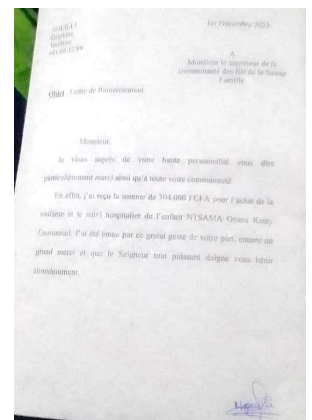 1er Décembre 2023
A
Monsieur le supérieur de la
communauté des fils de la Sainte
Famille
Objet : Lettre de Remerciement
Monsieur,
Je vous auprès de votre haute personnalité vous dire
particulièrement merci ainsi qu'à toute votre communauté.
En effet, j'ai reçu la somme de 394.000 FCFA pour l'achat de la
roulante et le suivi hospitalier de l'enfant NTSAMA Onana Remy
Emmanuel. J'ai été émue par ce grand geste de votre part, encore un
grand merci et que le Seigneur tout puissant daigne vous bénir
abondamment.